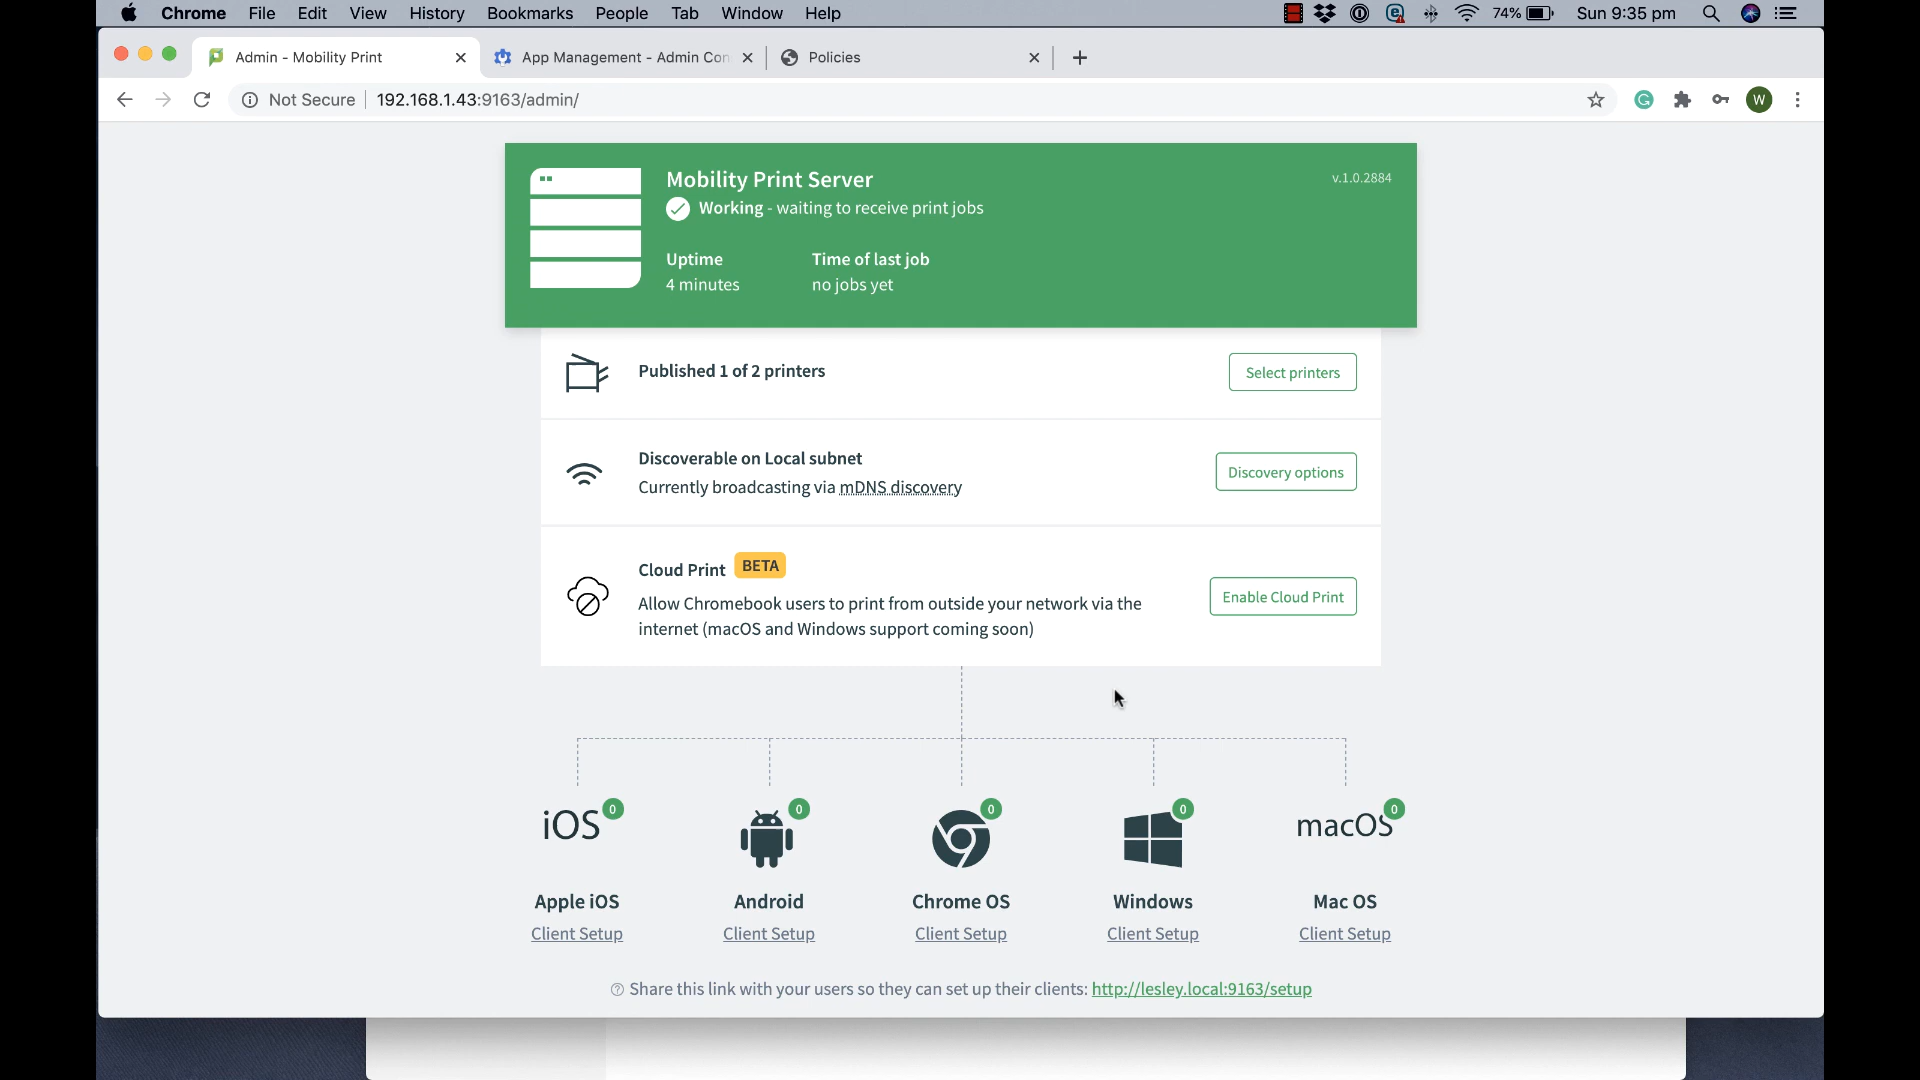 Chrome File Edit View History Bookmarks People Tab Window Help 74% Sun 9:35 pm
Admin - Mobility Print App Management - Admin Con Policies
Not Secure 192.168.1.43:9163/admin/ W
Mobility Print Server v.1.0.2884
Working - waiting to receive print jobs
Uptime Time of last job
4 minutes no jobs yet
Published 1 of 2 printers Select printers
Discoverable on Local subnet
Currently broadcasting via mDNS discovery Discovery options
Cloud Print BETA
Allow Chromebook users to print from outside your network via the Enable Cloud Print
internet (macOS and Windows support coming soon)
iOS 0 0 0 0 macOS 0
Apple iOS Android Chrome OS Windows Mac OS
Client Setup Client Setup Client Setup Client Setup Client Setup
Share this link with your users so they can set up their clients: http://lesley.local:9163/setup